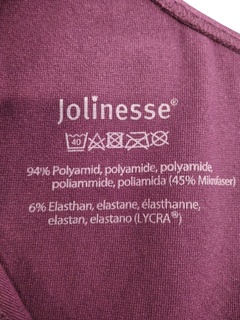 Jolinesse®
40
94% Polyamid, polyamide, polyamide,
poliammide, poliamida (45% Mikrofaser)
6% Elasthan, elastane, élasthanne,
elastan, elastano (LYCRA®)